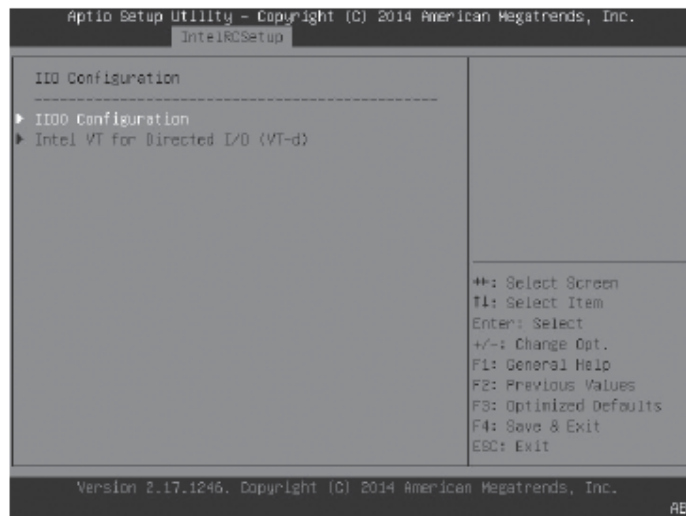 Aptio Setup Utility - Copyright (C) 2014 American Megatrends, Inc.
IntelRCSetup
IIO Configuration
--------------------------------------------------
IIO0 Configuration
Intel VT for Directed I/O (VT-d)
→←: Select Screen
↑↓: Select Item
Enter: Select
+/-: Change Opt.
F1: General Help
F2: Previous Values
F3: Optimized Defaults
F4: Save & Exit
ESC: Exit
Version 2.17.1246. Copyright (C) 2014 American Megatrends, Inc.
AB